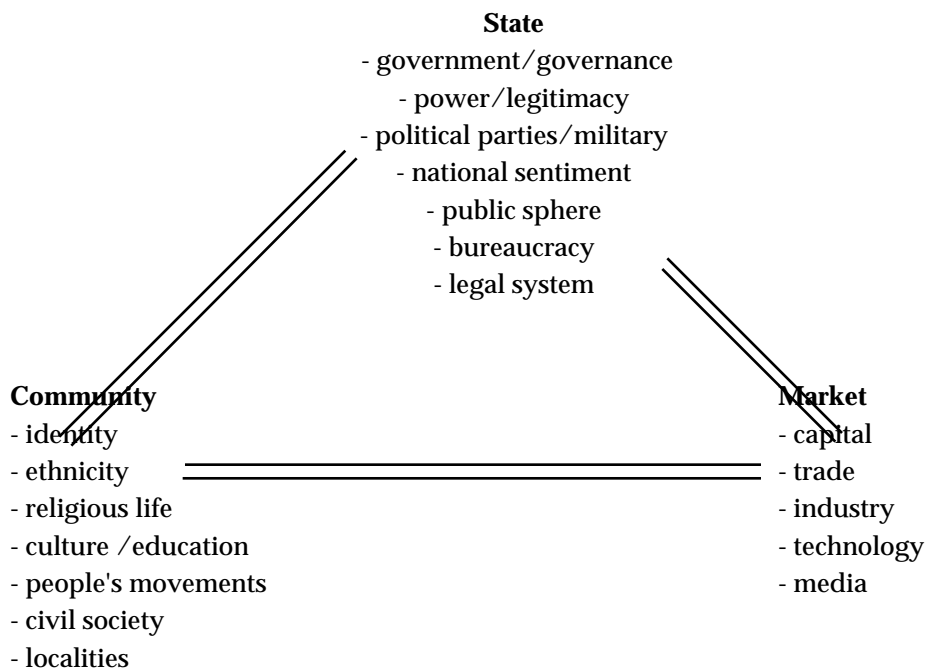 State
- government/governance
- power/legitimacy
- political parties/military
- national sentiment
- public sphere
- bureaucracy
- legal system
Community
- identity
- ethnicity
- religious life
- culture /education
- people's movements
- civil society
- localities
Market
- capital
- trade
- industry
- technology
- media